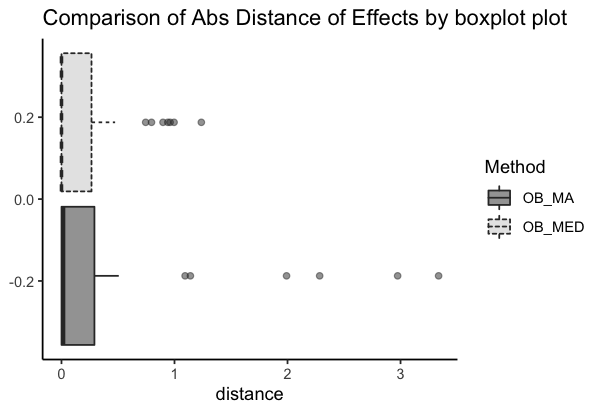 Comparison of Abs Distance of Effects by boxplot plot
0.2
0.0
-0.2
0
1
2
3
distance
Method
OB_MA
OB_MED